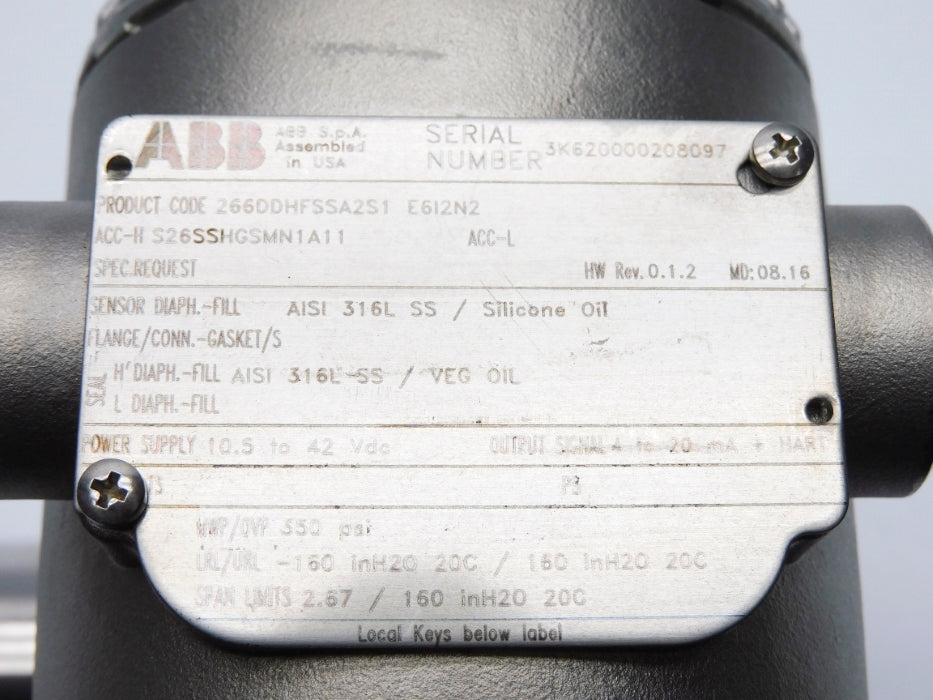 ABB ABB S.p.A. Assembled in USA SERIAL NUMBER 3K620000208097
PRODUCT CODE 266DDHFSSA2S1 E6I2N2
ACC-H S26SSHGSMN1A11 ACC-L
SPEC.REQUEST HW Rev.0.1.2 MD:08.16
SENSOR DIAPH.-FILL AISI 316L SS / Silicone Oil
FLANGE/CONN.-GASKET/S
SEAL H DIAPH.-FILL AISI 316L SS / VEG OIL
L DIAPH.-FILL
POWER SUPPLY 10.5 to 42 Vdc OUTPUT SIGNAL 4 to 20 mA + HART
MWP/OVP 350 psi
LRL/URL -160 inH2O 20C / 160 inH2O 20C
SPAN LIMITS 2.67 / 160 inH2O 20C
Local Keys below label